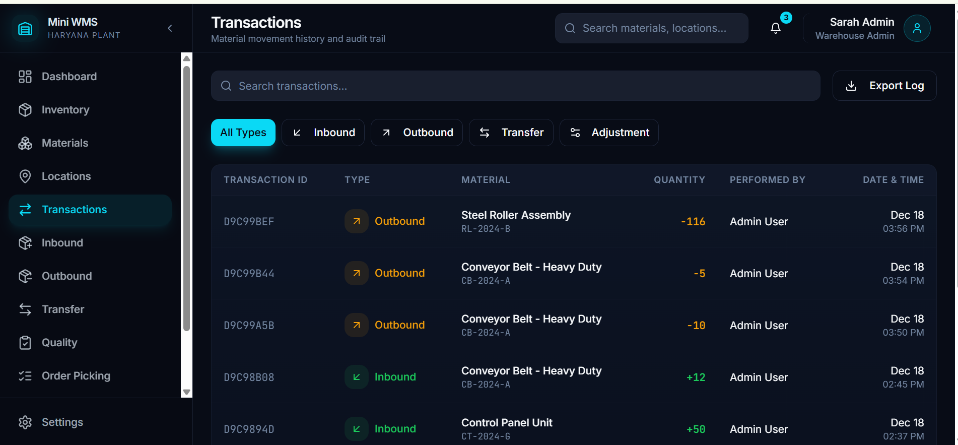 Mini WMS
HARYANA PLANT
Dashboard
Inventory
Materials
Locations
Transactions
Inbound
Outbound
Transfer
Quality
Order Picking
Settings
Transactions
Material movement history and audit trail
Search materials, locations...
3
Sarah Admin
Warehouse Admin
Search transactions...
Export Log
All Types Inbound Outbound Transfer Adjustment
TRANSACTION ID TYPE MATERIAL QUANTITY PERFORMED BY DATE & TIME
D9C99BEF Outbound Steel Roller Assembly -116 Admin User Dec 18
RL-2024-B 03:56 PM
D9C99B44 Outbound Conveyor Belt - Heavy Duty -5 Admin User Dec 18
CB-2024-A 03:54 PM
D9C99A5B Outbound Conveyor Belt - Heavy Duty -10 Admin User Dec 18
CB-2024-A 03:50 PM
D9C98B08 Inbound Conveyor Belt - Heavy Duty +12 Admin User Dec 18
CB-2024-A 02:45 PM
D9C9894D Inbound Control Panel Unit +50 Admin User Dec 18
CT-2024-G 02:37 PM